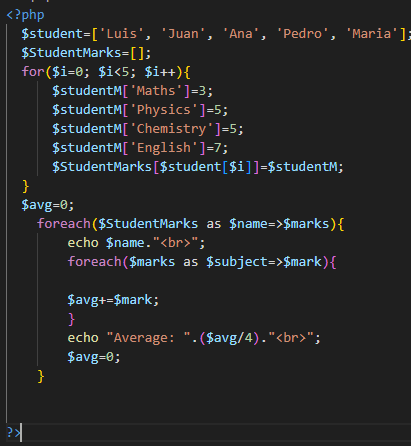 <?php
$student=['Luis', 'Juan', 'Ana', 'Pedro', 'Maria'];
$StudentMarks=[];
for($i=0; $i<5; $i++){
$studentM['Maths']=3;
$studentM['Physics']=5;
$studentM['Chemistry']=5;
$studentM['English']=7;
$StudentMarks[$student[$i]]=$studentM;
}
$avg=0;
foreach($StudentMarks as $name=>$marks){
echo $name."<br>";
foreach($marks as $subject=>$mark){
$avg+=$mark;
}
echo "Average: ".($avg/4)."<br>";
$avg=0;
}
?>